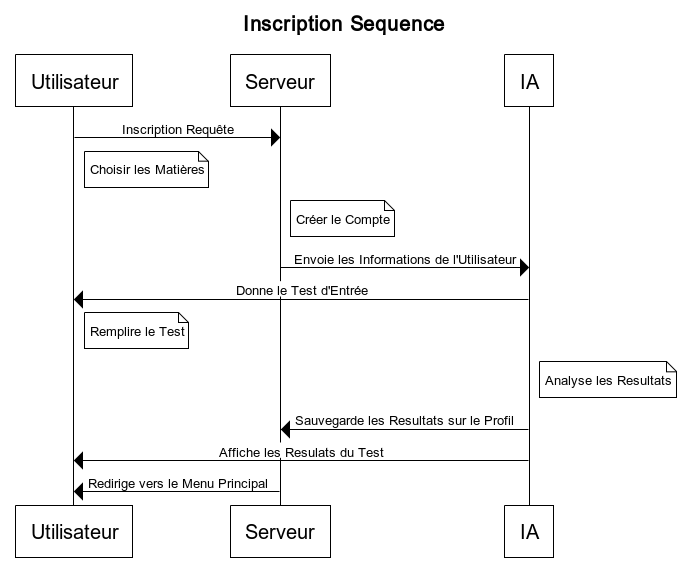 Inscription Sequence
Utilisateur
Serveur
IA
Inscription Requête
Choisir les Matières
Créer le Compte
Envoie les Informations de l'Utilisateur
Donne le Test d'Entrée
Remplire le Test
Analyse les Resultats
Sauvegarde les Resultats sur le Profil
Affiche les Resulats du Test
Redirige vers le Menu Principal
Utilisateur
Serveur
IA